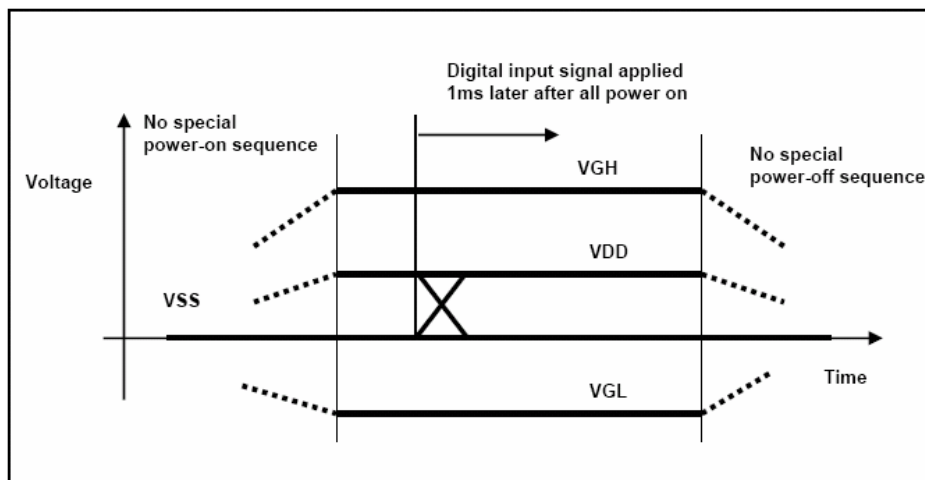 Digital input signal applied
1ms later after all power on
No special
power-on sequence
VGH
No special
power-off sequence
Voltage
VDD
VSS
Time
VGL